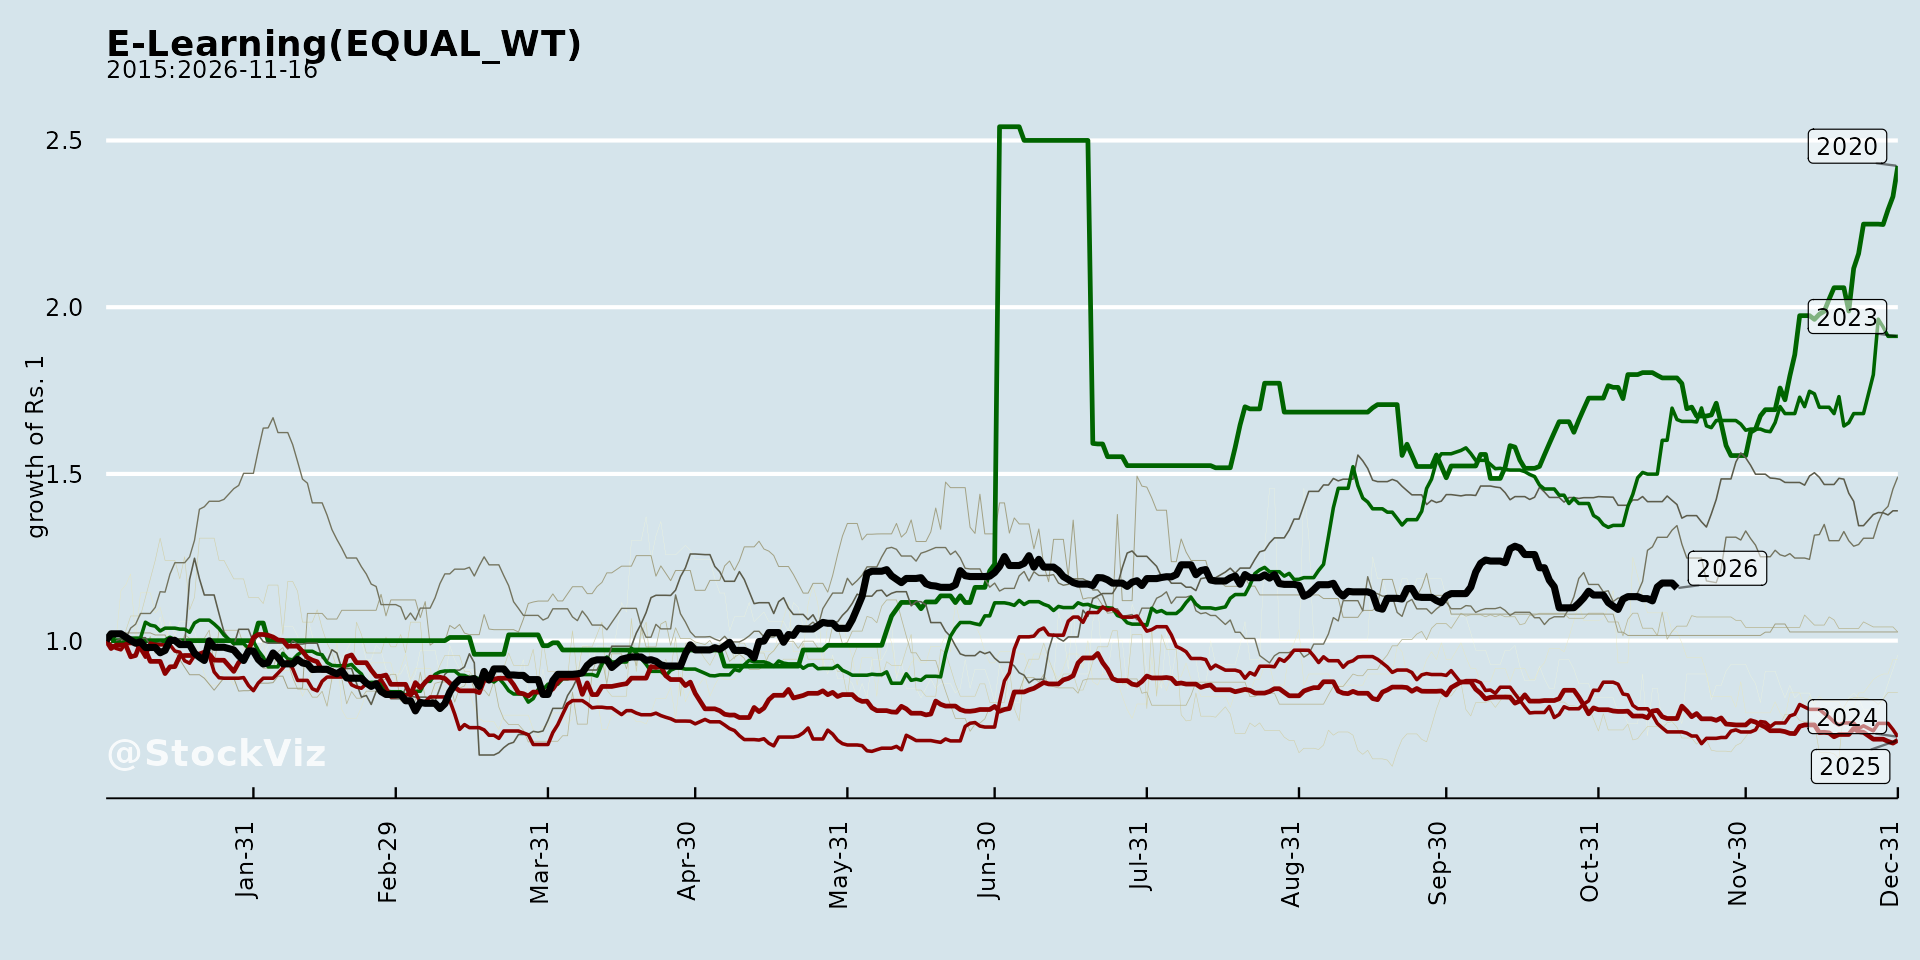 E-Learning(EQUAL_WT)
2015:2026-11-16
growth of Rs. 1
2.5
2.0
1.5
1.0
2020
2023
2026
2024
2025
@StockViz
Jan-31
Feb-29
Mar-31
Apr-30
May-31
Jun-30
Jul-31
Aug-31
Sep-30
Oct-31
Nov-30
Dec-31